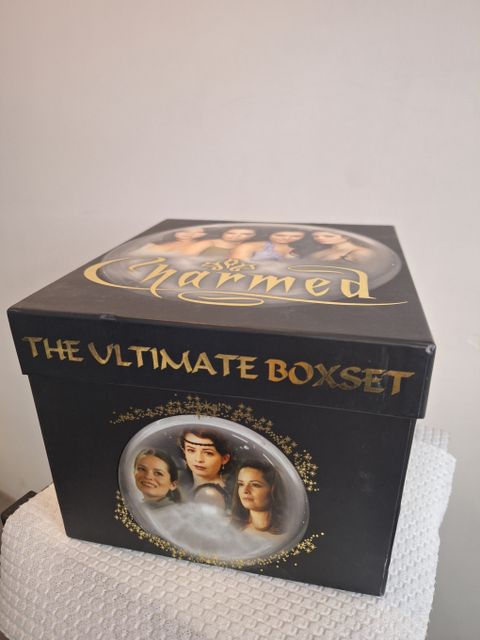 Charmed
THE ULTIMATE BOXSET